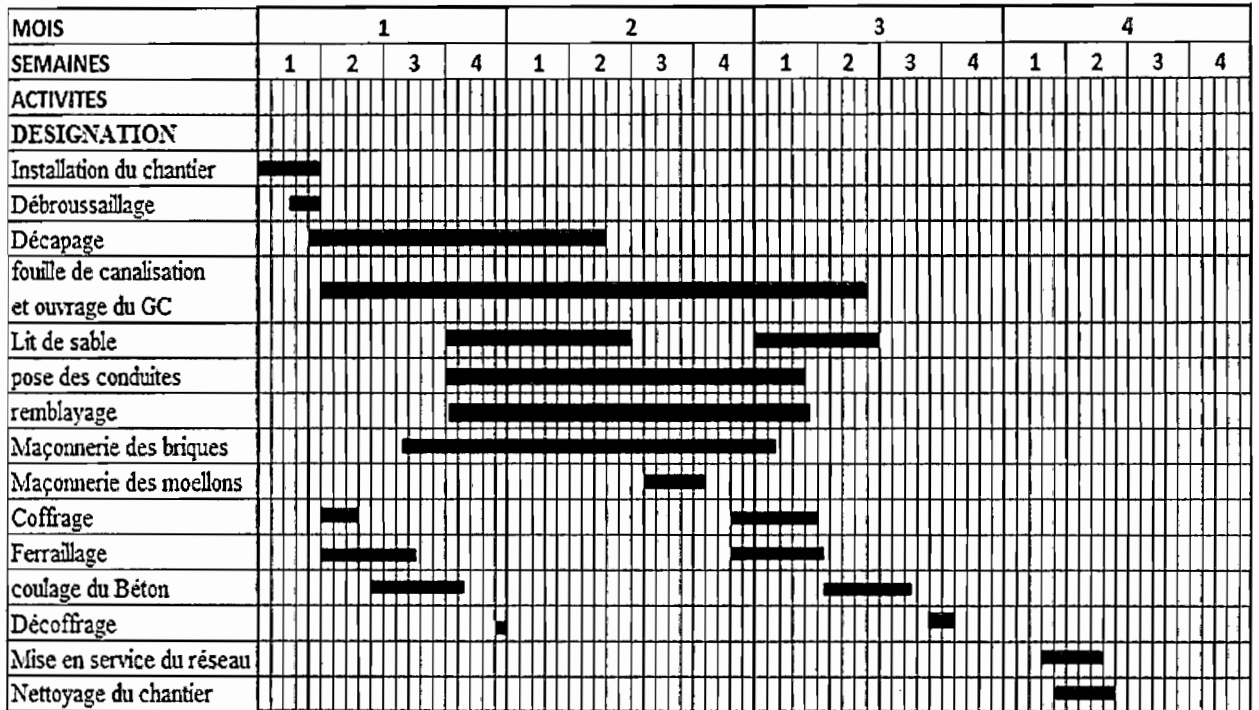 MOIS 1 2 3 4
SEMAINES 1 2 3 4 1 2 3 4 1 2 3 4 1 2 3 4
ACTIVITES
DESIGNATION
Installation du chantier
Débroussaillage
Décapage
fouille de canalisation
et ouvrage du GC
Lit de sable
pose des conduites
remblayage
Maçonnerie des briques
Maçonnerie des moellons
Coffrage
Ferraillage
coulage du Béton
Décoffrage
Mise en service du réseau
Nettoyage du chantier